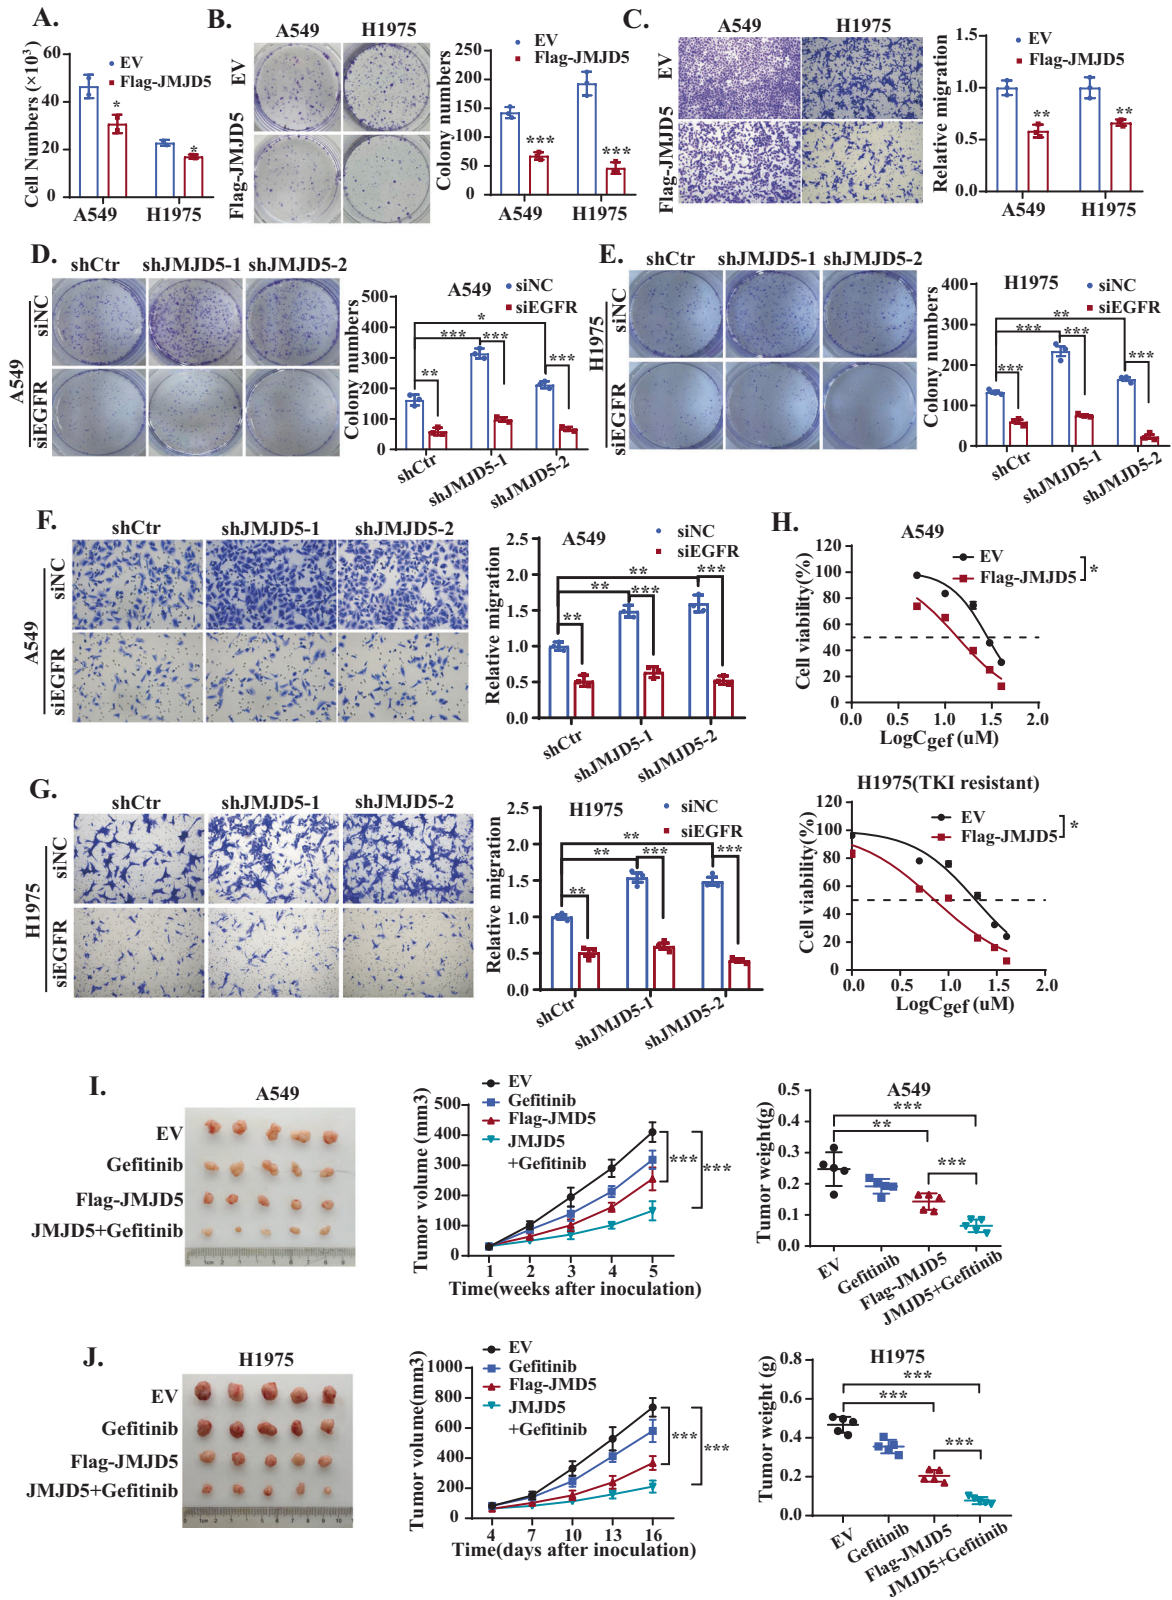 A.
Cell Numbers (×10³)
60
40
20
0
EV
Flag-JMJD5
*
*
A549
H1975
B.
A549
H1975
EV
Flag-JMJD5
Colony numbers
250
200
150
100
50
0
EV
Flag-JMJD5
***
***
A549
H1975
C.
A549
H1975
EV
Flag-JMJD5
Relative migration
1.5
1.0
0.5
0.0
EV
Flag-JMJD5
**
**
A549
H1975
D.
shCtr
shJMJD5-1
shJMJD5-2
A549
siNC
siEGFR
Colony numbers
500
400
300
200
100
0
A549
siNC
siEGFR
*
***
***
***
**
shCtr
shJMJD5-1
shJMJD5-2
E.
shCtr
shJMJD5-1
shJMJD5-2
H1975
siNC
siEGFR
Colony numbers
400
300
200
100
0
H1975
siNC
siEGFR
**
***
***
***
***
shCtr
shJMJD5-1
shJMJD5-2
F.
shCtr
shJMJD5-1
shJMJD5-2
A549
siNC
siEGFR
Relative migration
2.5
2.0
1.5
1.0
0.5
0.0
A549
siNC
siEGFR
**
***
**
***
**
shCtr
shJMJD5-1
shJMJD5-2
G.
shCtr
shJMJD5-1
shJMJD5-2
H1975
siNC
siEGFR
Relative migration
2.5
2.0
1.5
1.0
0.5
0.0
H1975
siNC
siEGFR
**
**
***
***
**
shCtr
shJMJD5-1
shJMJD5-2
H.
A549
Cell viability(%)
120
100
80
60
40
20
0
EV
Flag-JMJD5
*
0.0
0.5
1.0
1.5
2.0
LogCgef (uM)
H1975(TKI resistant)
Cell viability(%)
120
100
80
60
40
20
0
EV
Flag-JMJD5
*
0.0
0.5
1.0
1.5
2.0
LogCgef (uM)
I.
A549
EV
Gefitinib
Flag-JMJD5
JMJD5+Gefitinib
Tumor volume (mm3)
500
400
300
200
100
0
EV
Gefitinib
Flag-JMD5
JMJD5
+Gefitinib
***
***
1
2
3
4
5
Time(weeks after inoculation)
A549
Tumor weight(g)
0.5
0.4
0.3
0.2
0.1
0.0
***
**
***
EV
Gefitinib
Flag-JMJD5
JMJD5+Gefitinib
J.
H1975
EV
Gefitinib
Flag-JMJD5
JMJD5+Gefitinib
Tumor volume(mm3)
1000
800
600
400
200
0
EV
Gefitinib
Flag-JMD5
JMJD5
+Gefitinib
***
***
4
7
10
13
16
Time(days after inoculation)
H1975
Tumor weight (g)
0.8
0.6
0.4
0.2
0.0
***
***
***
EV
Gefitinib
Flag-JMJD5
JMJD5+Gefitinib